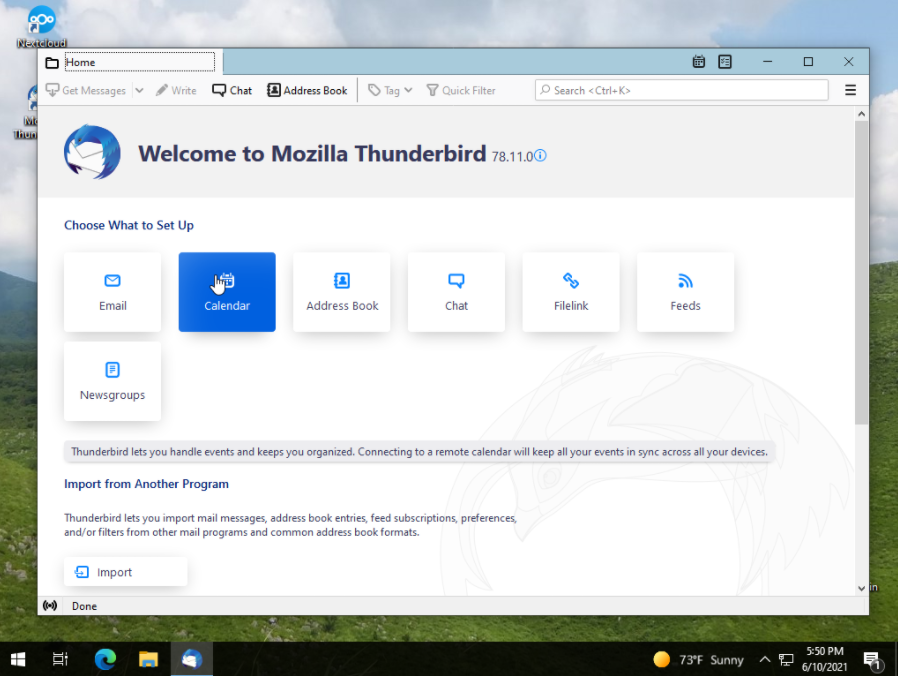 Nextcloud
Home
Get Messages
Write
Chat
Address Book
Tag
Quick Filter
Search <Ctrl+K>
Welcome to Mozilla Thunderbird 78.11.0
Choose What to Set Up
Email
Calendar
Address Book
Chat
Filelink
Feeds
Newsgroups
Thunderbird lets you handle events and keeps you organized. Connecting to a remote calendar will keep all your events in sync across all your devices.
Import from Another Program
Thunderbird lets you import mail messages, address book entries, feed subscriptions, preferences,
and/or filters from other mail programs and common address book formats.
Import
Done
73°F Sunny
5:50 PM
6/10/2021
1